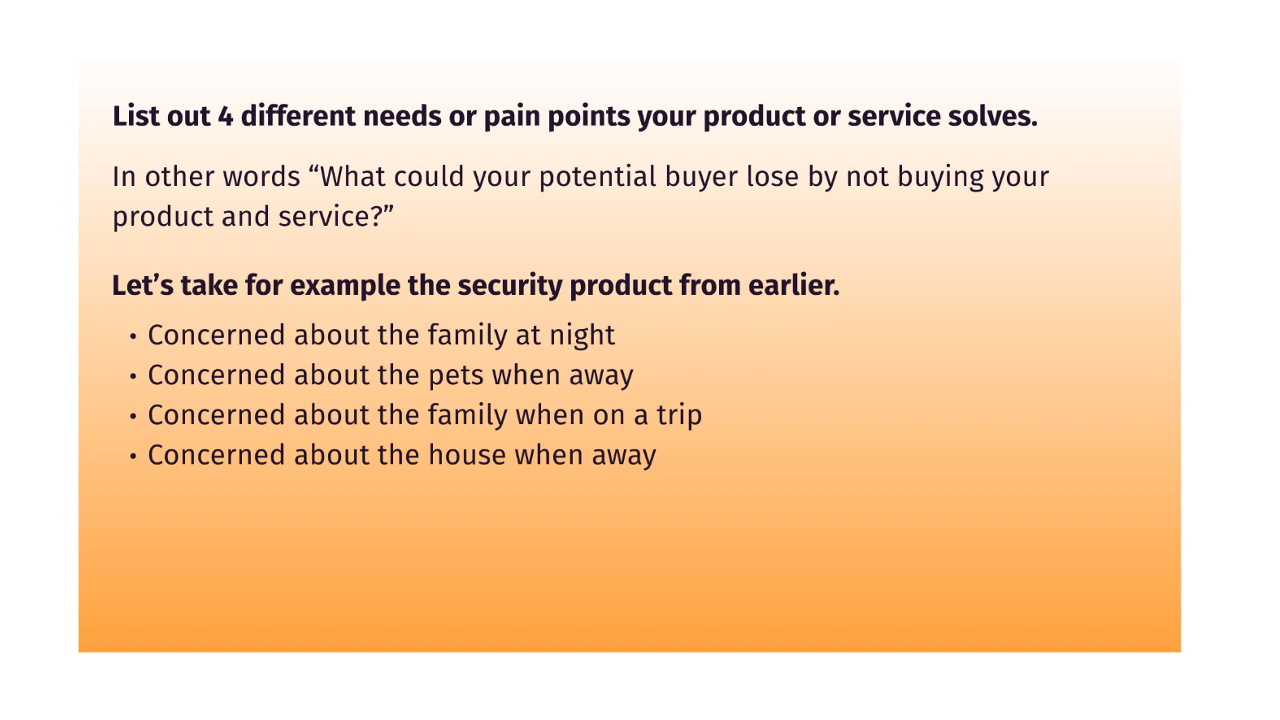 List out 4 different needs or pain points your product or service solves.
In other words “What could your potential buyer lose by not buying your
product and service?”
Let’s take for example the security product from earlier.
• Concerned about the family at night
• Concerned about the pets when away
• Concerned about the family when on a trip
• Concerned about the house when away